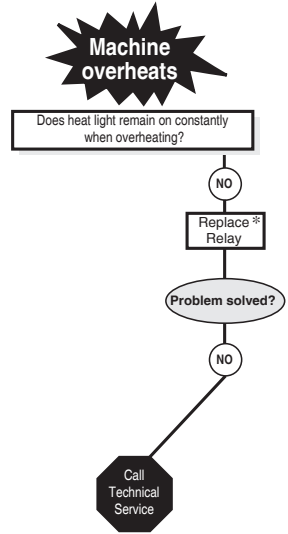 Machine
overheats
Does heat light remain on constantly
when overheating?
NO
Replace*
Relay
Problem solved?
NO
Call
Technical
Service